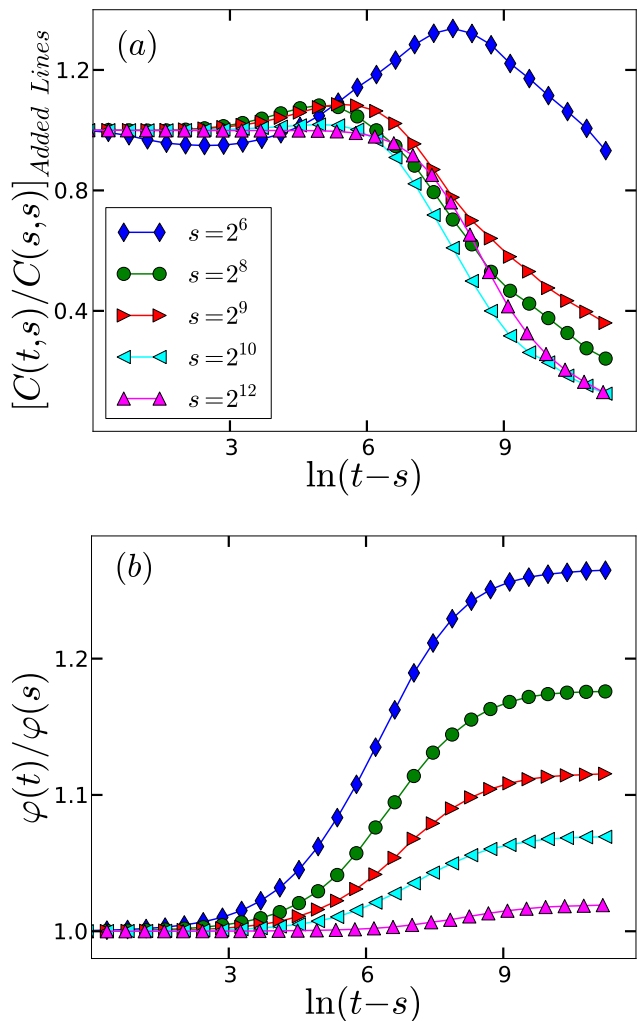 (a)
[C(t,s)/C(s,s)]_{Added Lines}
1.2
0.8
0.4
s=2^6
s=2^8
s=2^9
s=2^{10}
s=2^{12}
3 6 9
ln(t−s)
(b)
φ(t)/φ(s)
1.2
1.10
1.0
3 6 9
ln(t−s)